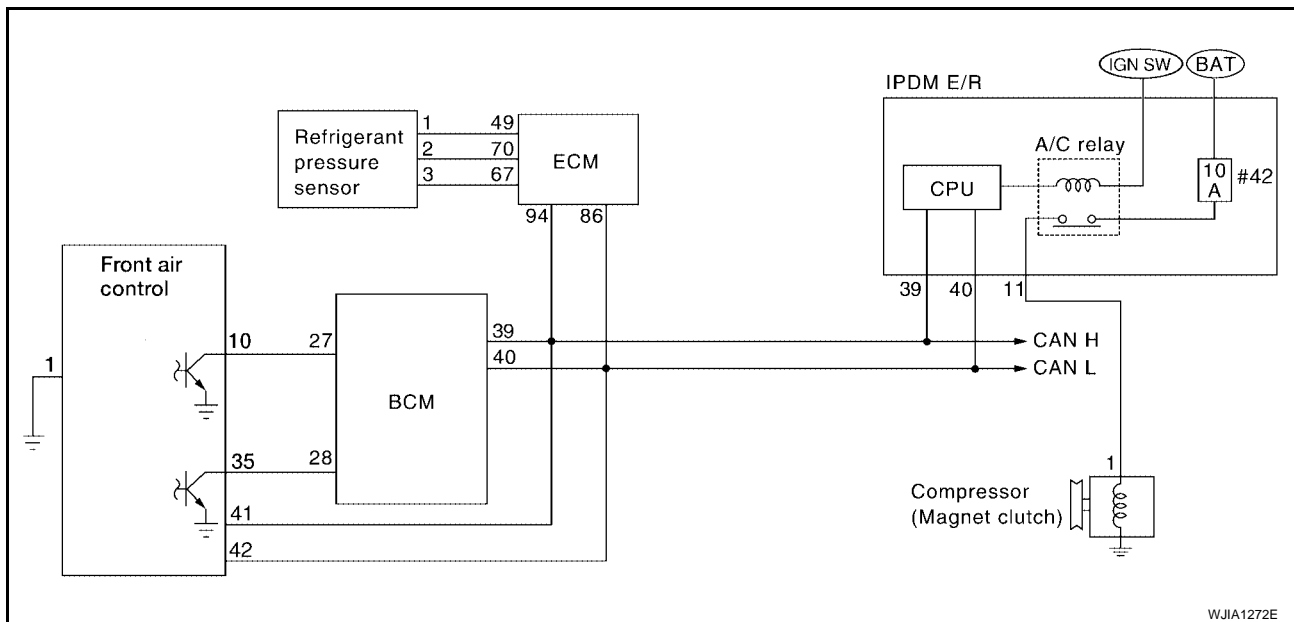 IGN SW
BAT
IPDM E/R
A/C relay
CPU
10
A
#42
39
40
11
Refrigerant
pressure
sensor
1
2
3
49
70
67
ECM
94
86
Front air
control
1
10
27
35
28
41
42
BCM
39
40
CAN H
CAN L
1
Compressor
(Magnet clutch)
WJIA1272E